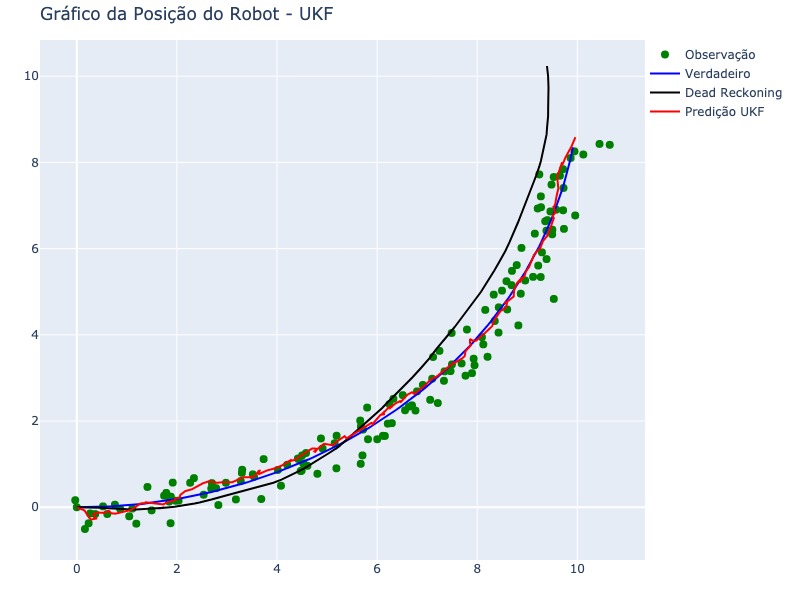 Gráfico da Posição do Robot - UKF
Observação
Verdadeiro
Dead Reckoning
Predição UKF
10
8
6
4
2
0
0 2 4 6 8 10